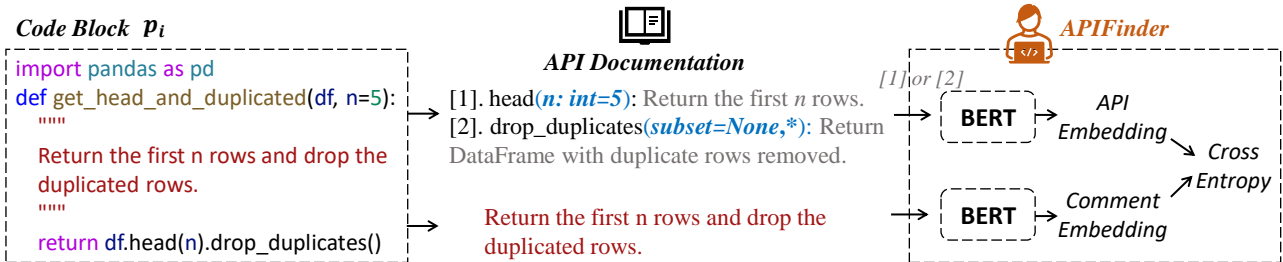 Code Block p_i
import pandas as pd
def get_head_and_duplicated(df, n=5):
"""
Return the first n rows and drop the
duplicated rows.
"""
return df.head(n).drop_duplicates()
API Documentation
[1]. head(n: int=5): Return the first n rows.
[2]. drop_duplicates(subset=None,*): Return
DataFrame with duplicate rows removed.
Return the first n rows and drop the
duplicated rows.
</> APIFinder
[1] or [2]
BERT
API
Embedding
BERT
Comment
Embedding
Cross
Entropy